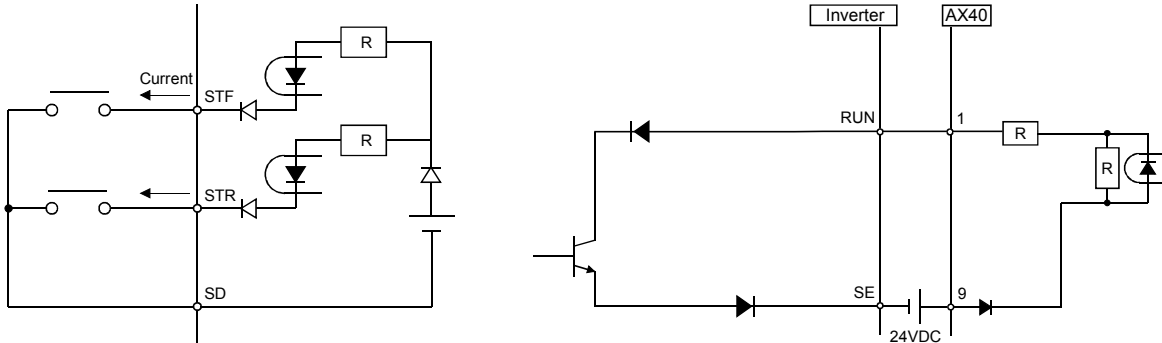 Inverter
AX40
R
Current
STF
RUN
1
R
R
R
STR
SD
SE
9
24VDC